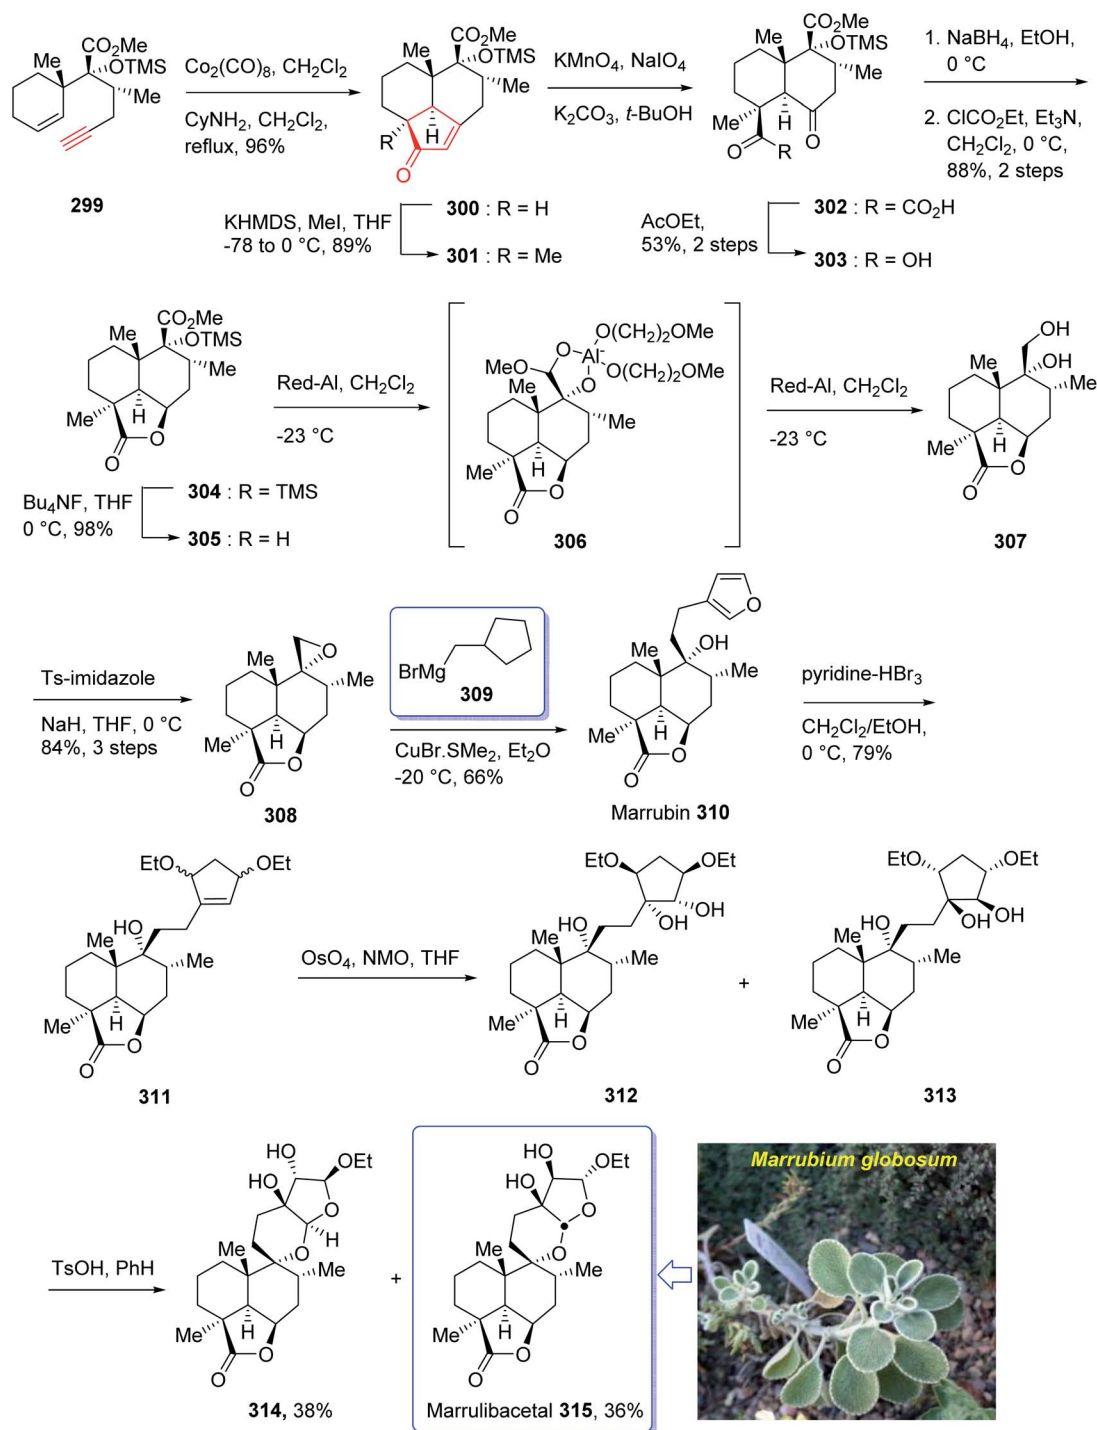 CO2Me
Me
OTMS
Me
299
Co2(CO)8, CH2Cl2
CyNH2, CH2Cl2,
reflux, 96%
CO2Me
Me
OTMS
Me
H
R
O
300 : R = H
KHMDS, MeI, THF
-78 to 0 °C, 89%
301 : R = Me
KMnO4, NaIO4
K2CO3, t-BuOH
CO2Me
Me
OTMS
Me
H
Me
O
R
O
302 : R = CO2H
AcOEt,
53%, 2 steps
303 : R = OH
1. NaBH4, EtOH,
0 °C
2. ClCO2Et, Et3N,
CH2Cl2, 0 °C,
88%, 2 steps
CO2Me
Me
OTMS
Me
H
Me
O
O
Bu4NF, THF
0 °C, 98%
304 : R = TMS
305 : R = H
Red-Al, CH2Cl2
-23 °C
O(CH2)2OMe
O
Al-
MeO
O(CH2)2OMe
Me
O
Me
H
Me
O
O
306
Red-Al, CH2Cl2
-23 °C
OH
Me
OH
Me
H
Me
O
O
307
Ts-imidazole
NaH, THF, 0 °C
84%, 3 steps
Me
O
Me
H
Me
O
O
308
BrMg
309
CuBr.SMe2, Et2O
-20 °C, 66%
O
OH
Me
Me
H
Me
O
O
Marrubin 310
pyridine-HBr3
CH2Cl2/EtOH,
0 °C, 79%
EtO
OEt
HO
Me
Me
H
Me
O
O
311
OsO4, NMO, THF
EtO
OEt
HO
OH
OH
Me
Me
H
Me
O
O
312
+
EtO
OEt
HO
OH
OH
Me
Me
H
Me
O
O
313
TsOH, PhH
HO
OEt
HO
O
H
O
Me
Me
H
Me
O
O
314, 38%
+
HO
OEt
HO
O
O
Me
Me
H
Me
O
O
Marrulibacetal 315, 36%
Marrubium globosum